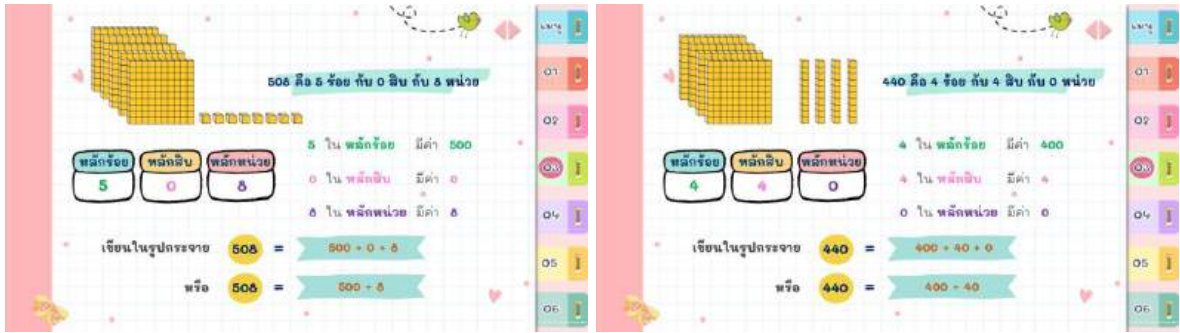 508 คือ 5 ร้อย กับ 0 สิบ กับ 8 หน่วย
หลักร้อย หลักสิบ หลักหน่วย
5 0 8
5 ใน หลักร้อย มีค่า 500
0 ใน หลักสิบ มีค่า 0
8 ใน หลักหน่วย มีค่า 8
เขียนในรูปกระจาย 508 = 500 + 0 + 8
หรือ 508 = 500 + 8
เมนู
01
02
03
04
05
06
440 คือ 4 ร้อย กับ 4 สิบ กับ 0 หน่วย
หลักร้อย หลักสิบ หลักหน่วย
4 4 0
4 ใน หลักร้อย มีค่า 400
4 ใน หลักสิบ มีค่า 4
0 ใน หลักหน่วย มีค่า 0
เขียนในรูปกระจาย 440 = 400 + 40 + 0
หรือ 440 = 400 + 40
เมนู
01
02
03
04
05
06